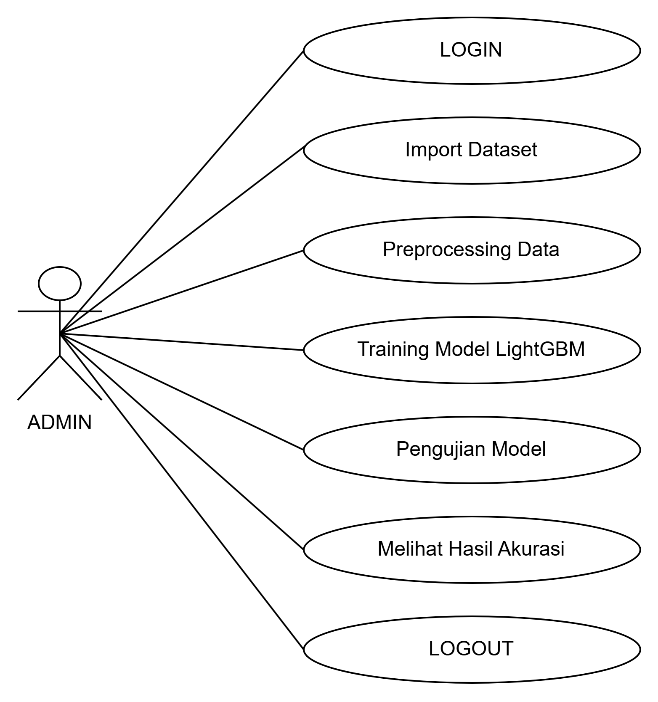 LOGIN
Import Dataset
Preprocessing Data
Training Model LightGBM
ADMIN
Pengujian Model
Melihat Hasil Akurasi
LOGOUT